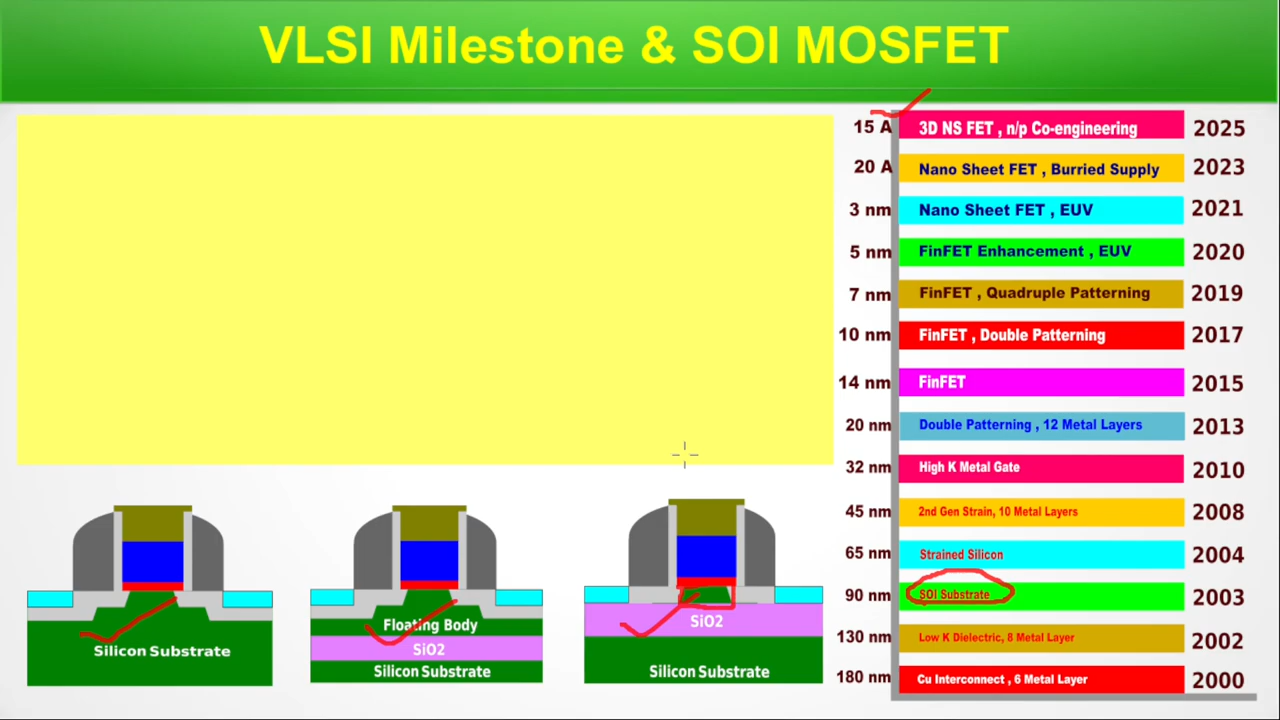 VLSI Milestone & SOI MOSFET
15 A 3D NS FET , n/p Co-engineering 2025
20 A Nano Sheet FET , Burried Supply 2023
3 nm Nano Sheet FET , EUV 2021
5 nm FinFET Enhancement , EUV 2020
7 nm FinFET , Quadruple Patterning 2019
10 nm FinFET , Double Patterning 2017
14 nm FinFET 2015
20 nm Double Patterning , 12 Metal Layers 2013
32 nm High K Metal Gate 2010
45 nm 2nd Gen Strain, 10 Metal Layers 2008
65 nm Strained Silicon 2004
90 nm SOI Substrate 2003
130 nm Low K Dielectric, 8 Metal Layer 2002
180 nm Cu Interconnect , 6 Metal Layer 2000
Silicon Substrate
Floating Body
SiO2
Silicon Substrate
SiO2
Silicon Substrate